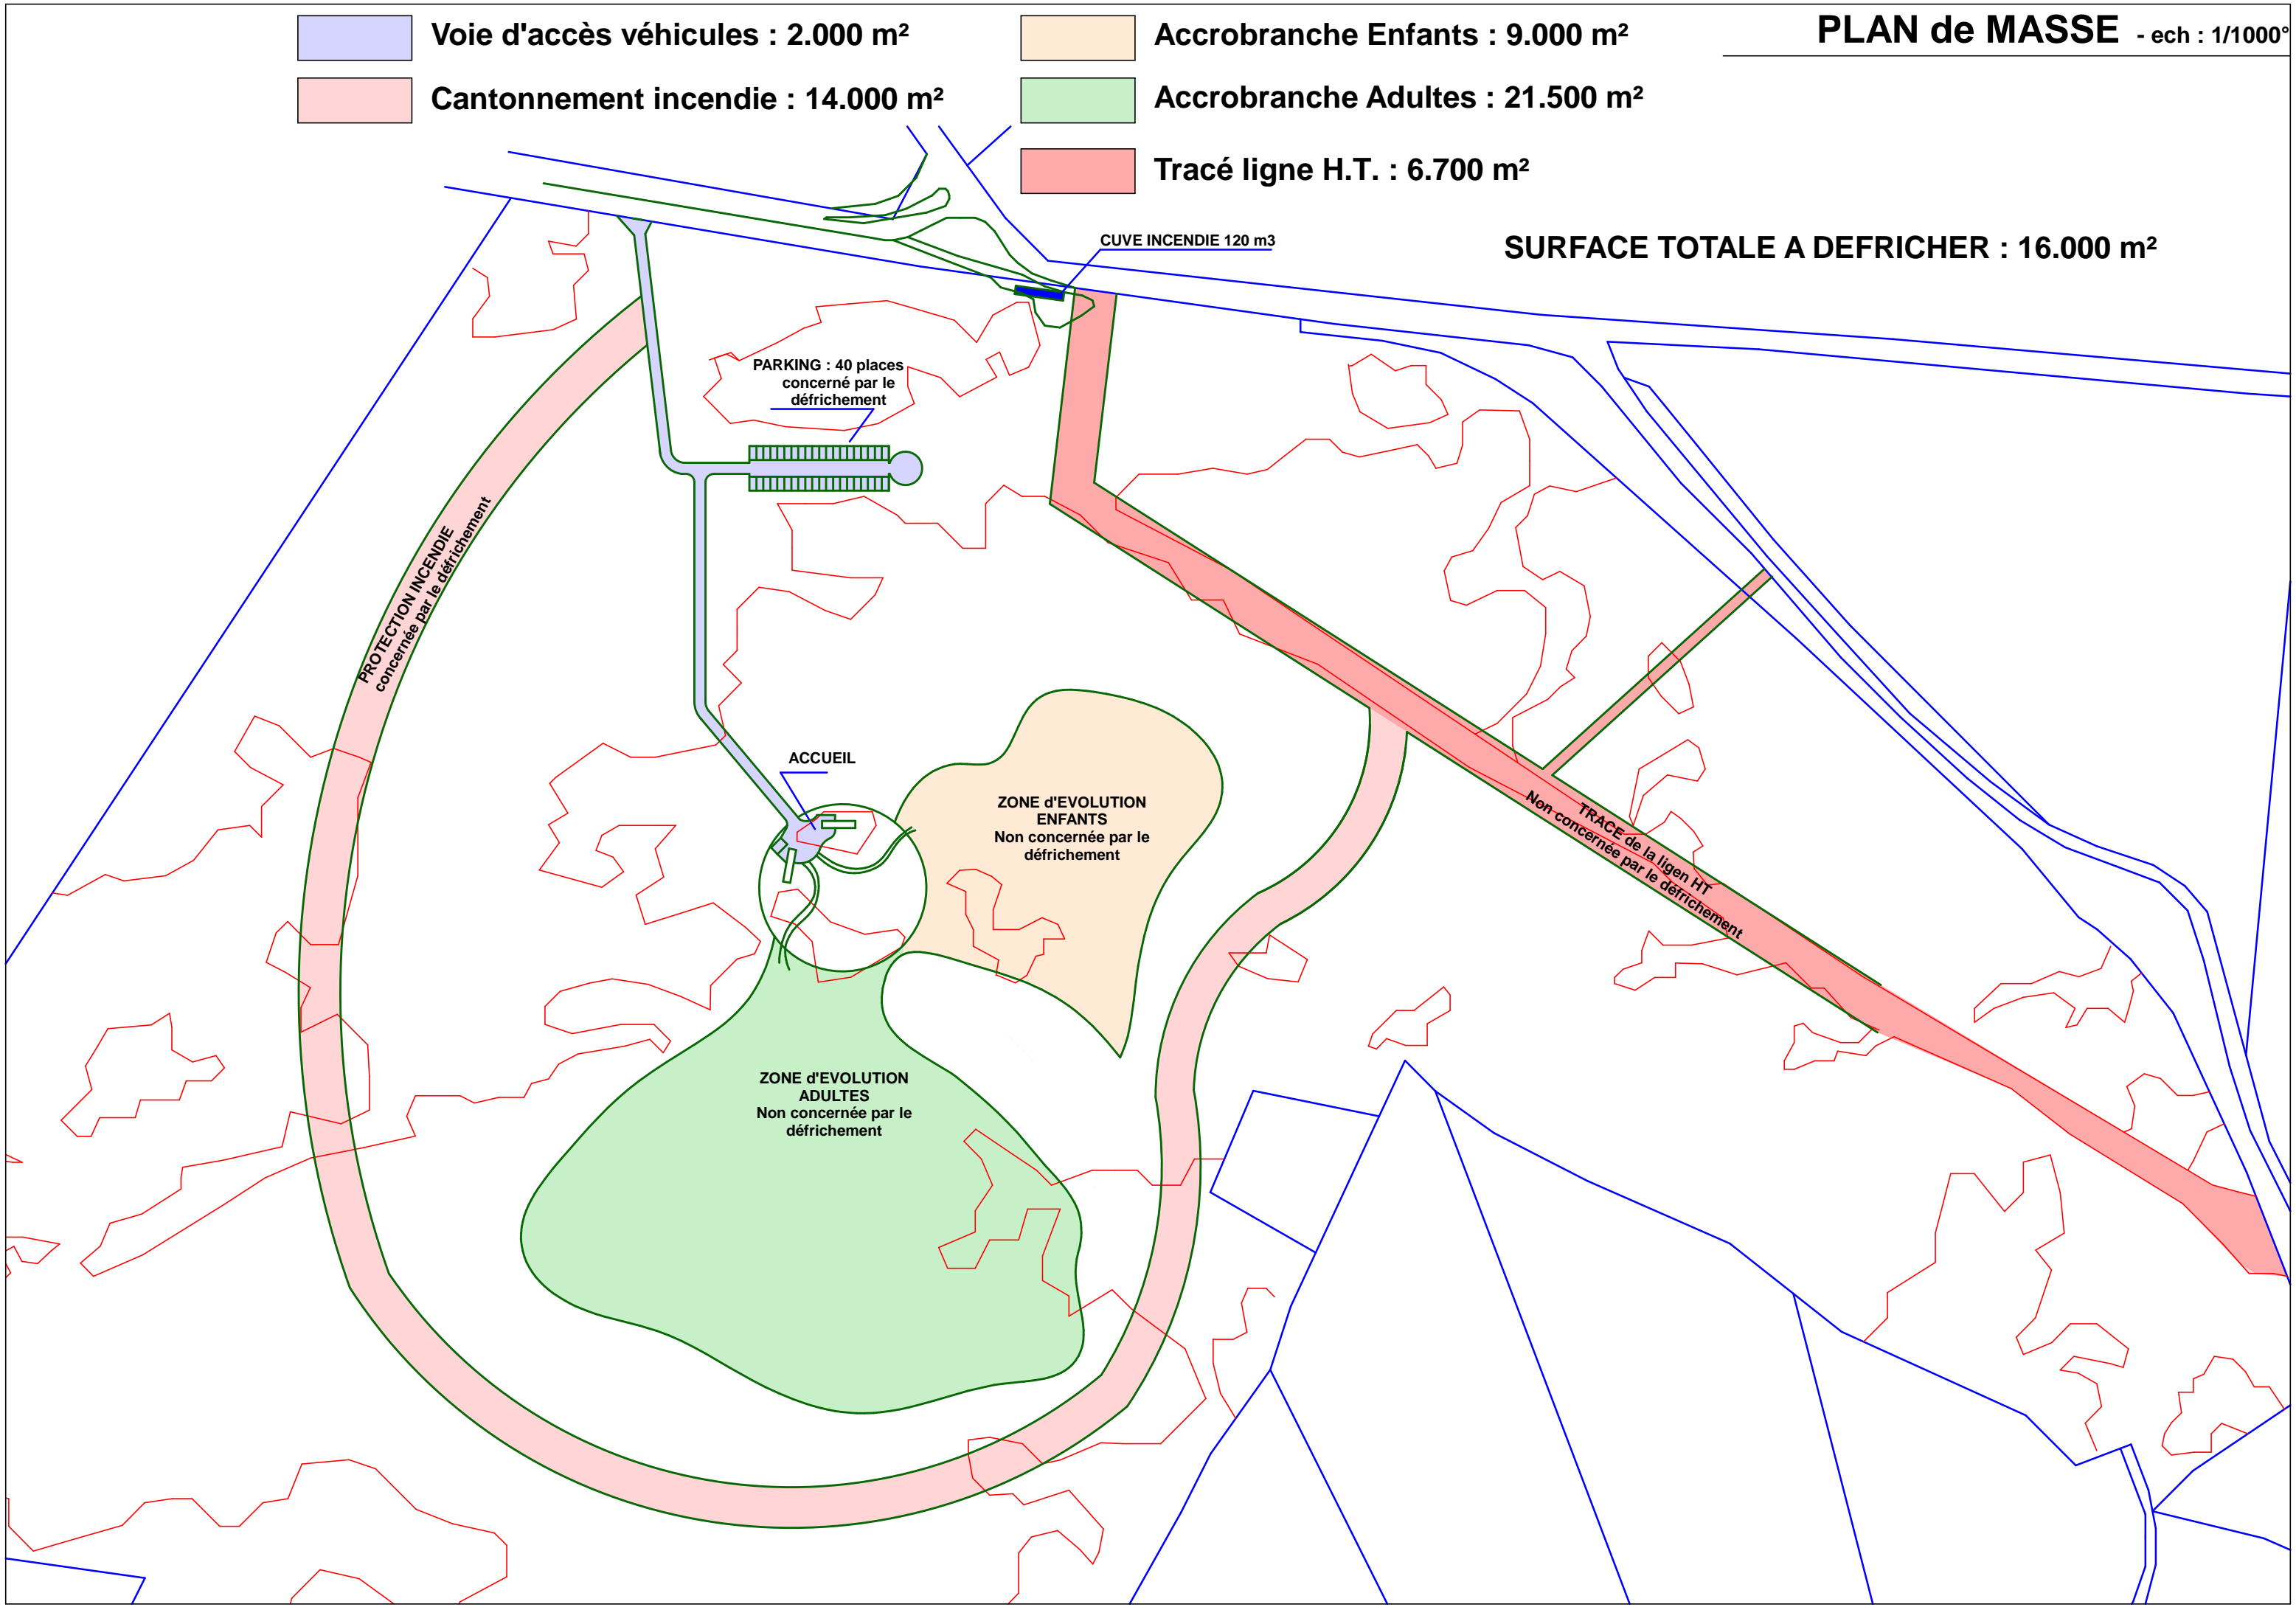 Voie d'accès véhicules : 2.000 m²
Cantonnement incendie : 14.000 m²
Accrobranche Enfants : 9.000 m²
Accrobranche Adultes : 21.500 m²
Tracé ligne H.T. : 6.700 m²
PLAN de MASSE - ech : 1/1000°
SURFACE TOTALE A DEFRICHER : 16.000 m²
CUVE INCENDIE 120 m3
PARKING : 40 places
concerné par le
défrichement
PROTECTION INCENDIE
concernée par le défrichement
ACCUEIL
ZONE d'EVOLUTION
ENFANTS
Non concernée par le
défrichement
TRACE de la ligen HT
Non concernée par le défrichement
ZONE d'EVOLUTION
ADULTES
Non concernée par le
défrichement